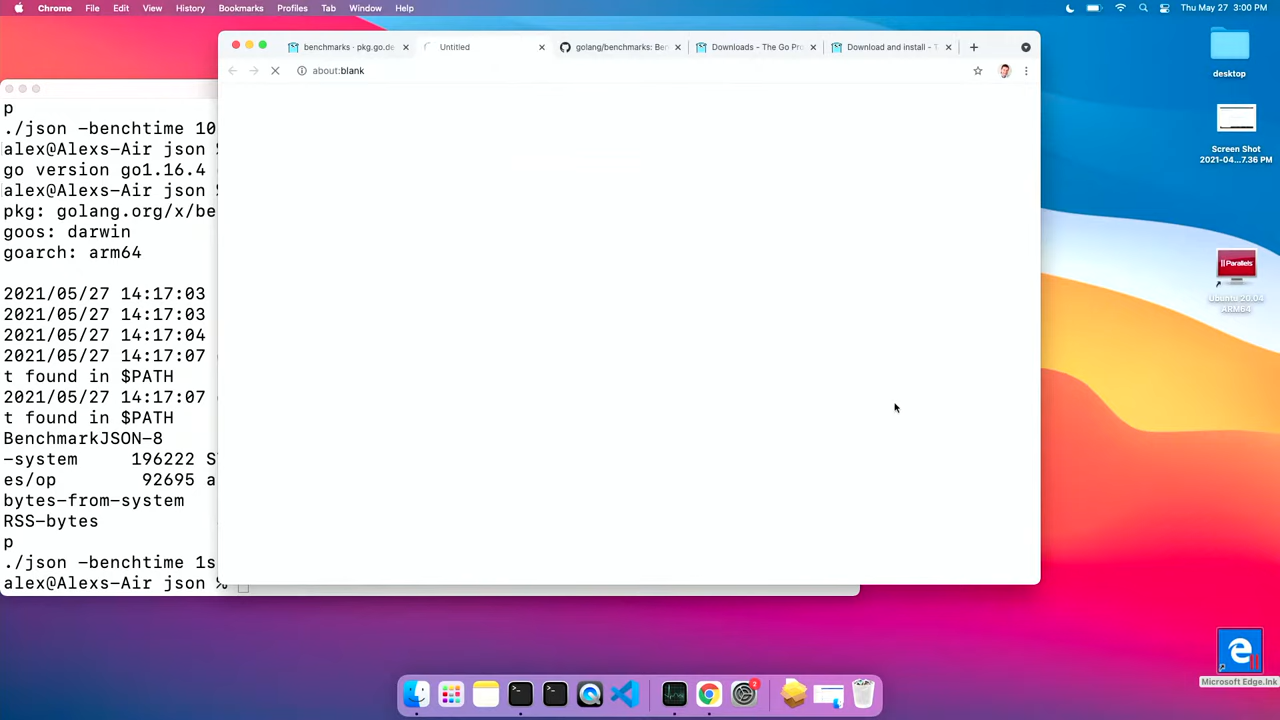 Chrome File Edit View History Bookmarks Profiles Tab Window Help Thu May 27 3:00 PM
benchmarks · pkg.go.de Untitled golang/benchmarks: Ben Downloads - The Go Pro Download and install - T
about:blank
p
./json -benchtime 10
alex@Alexs-Air json %
go version go1.16.4
alex@Alexs-Air json %
pkg: golang.org/x/be
goos: darwin
goarch: arm64
2021/05/27 14:17:03
2021/05/27 14:17:03
2021/05/27 14:17:04
2021/05/27 14:17:07
t found in $PATH
2021/05/27 14:17:07
t found in $PATH
BenchmarkJSON-8
-system 196222 S
es/op 92695 a
bytes-from-system
RSS-bytes
p
./json -benchtime 1s
alex@Alexs-Air json %
desktop
Screen Shot
2021-04...7.36 PM
Parallels
Ubuntu 20.04
ARM64
Microsoft Edge.lnk